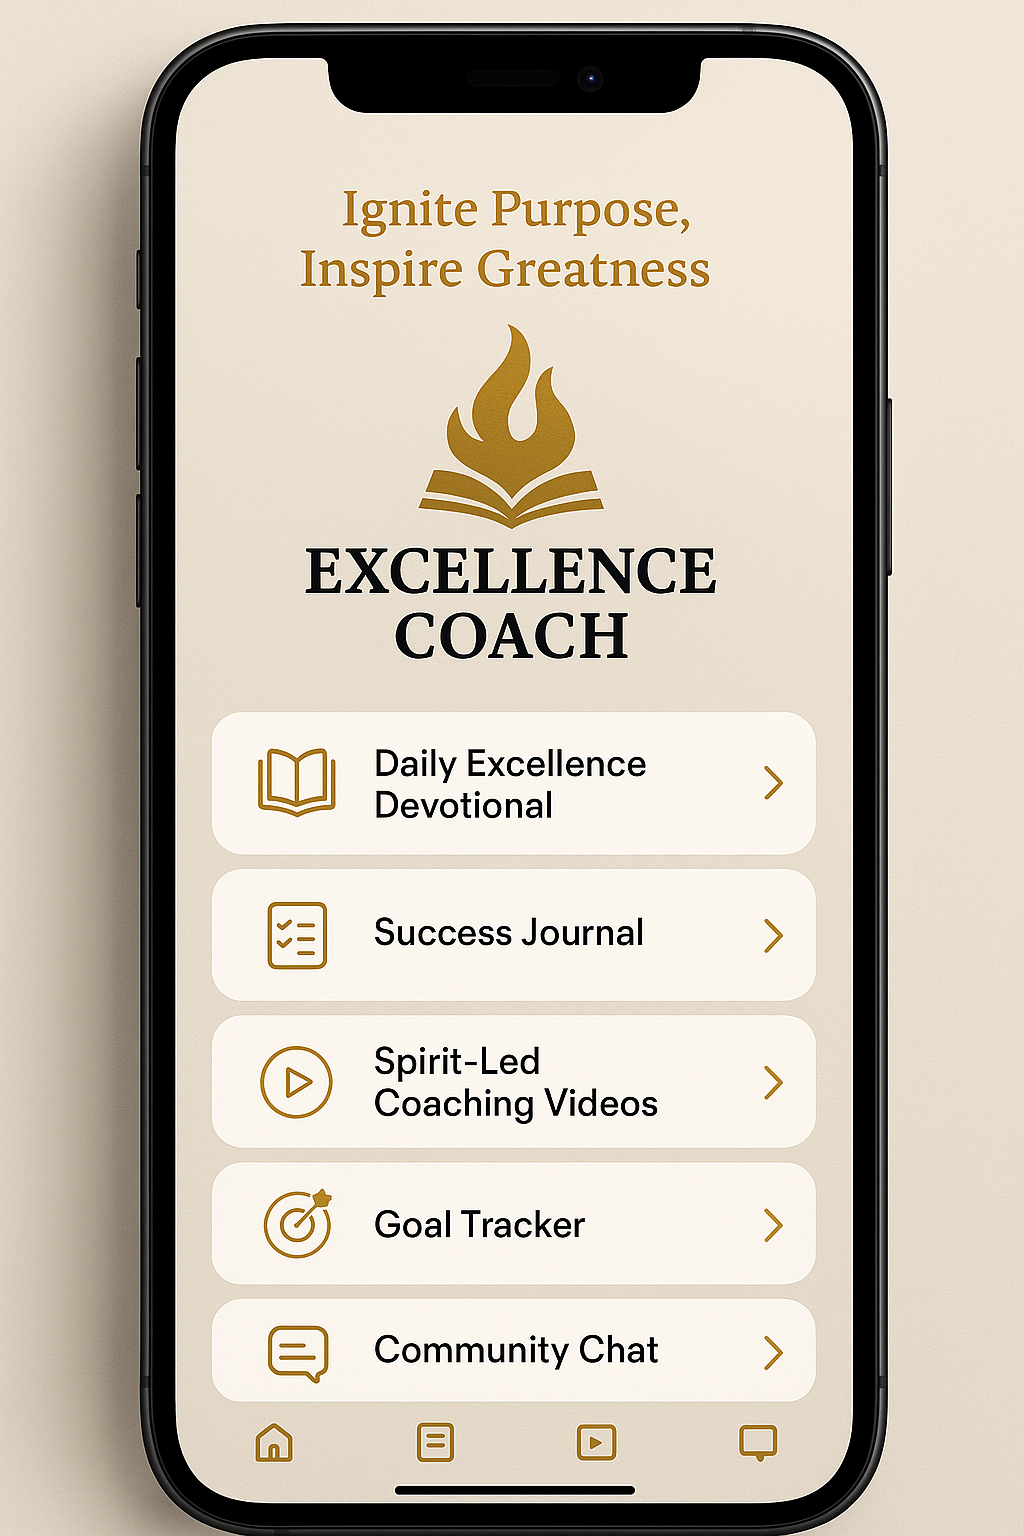 Ignite Purpose,
Inspire Greatness
EXCELLENCE
COACH
Daily Excellence
Devotional
Success Journal
Spirit-Led
Coaching Videos
Goal Tracker
Community Chat